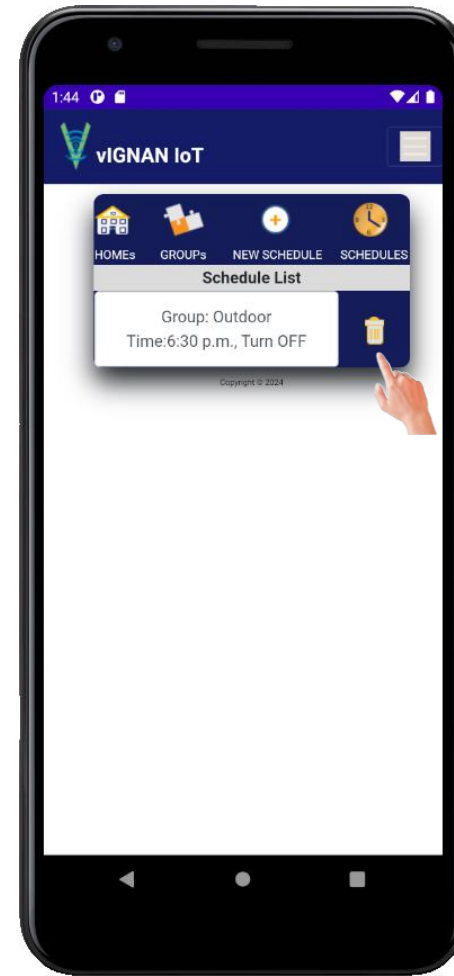 1:44
vIGNAN IoT
HOMEs GROUPs NEW SCHEDULE SCHEDULES
Schedule List
Group: Outdoor
Time:6:30 p.m., Turn OFF
Copyright © 2024